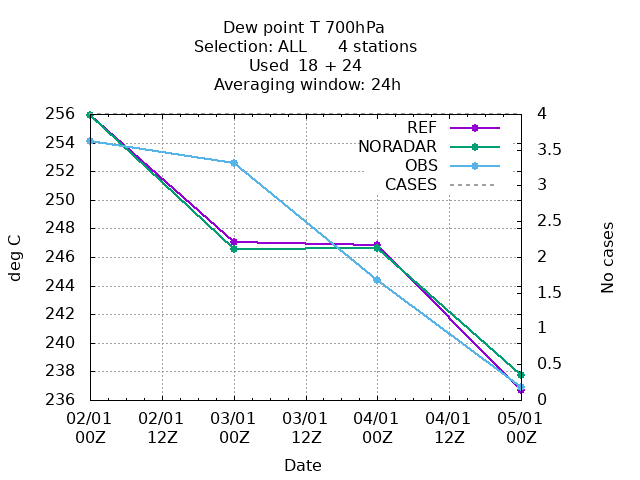 Dew point T 700hPa
Selection: ALL      4 stations
Used  18 + 24
Averaging window: 24h
256
254
252
250
248
246
244
242
240
238
236
deg C
4
3.5
3
2.5
2
1.5
1
0.5
0
No cases
REF
NORADAR
OBS
CASES
02/01 02/01 03/01 03/01 04/01 04/01 05/01
00Z 12Z 00Z 12Z 00Z 12Z 00Z
Date